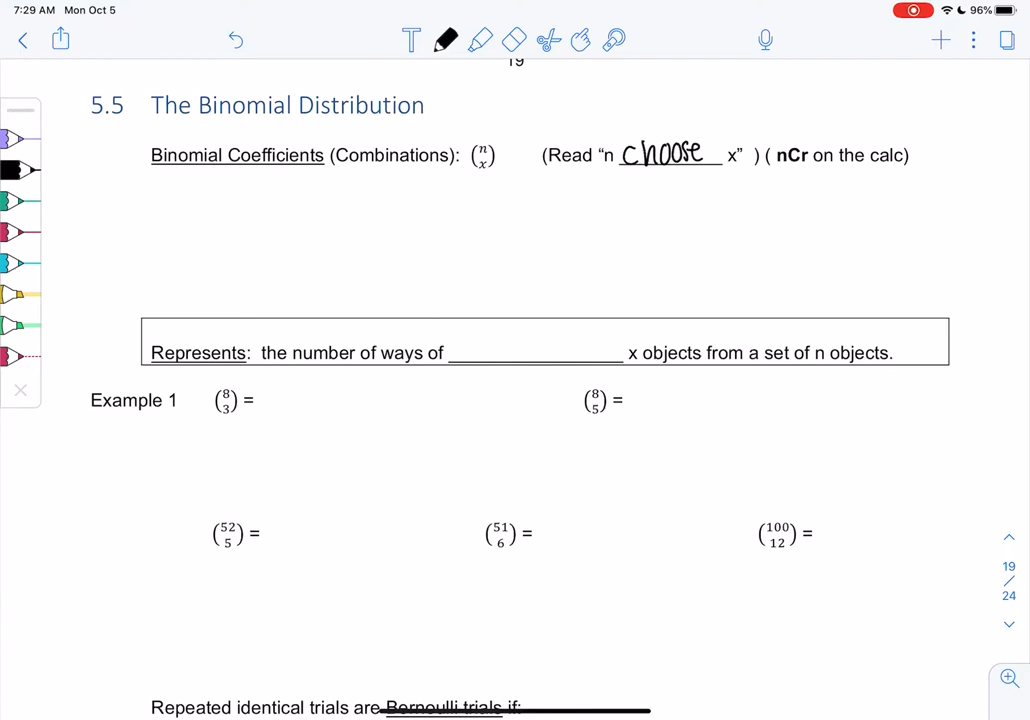 7:29 AM Mon Oct 5
96%
19
5.5 The Binomial Distribution
Binomial Coefficients (Combinations): (n x) (Read “n choose x” ) ( nCr on the calc)
Represents: the number of ways of ____________________ x objects from a set of n objects.
Example 1 (8 3) = (8 5) =
(52 5) = (51 6) = (100 12) =
19
/
24
Repeated identical trials are Bernoulli trials if: